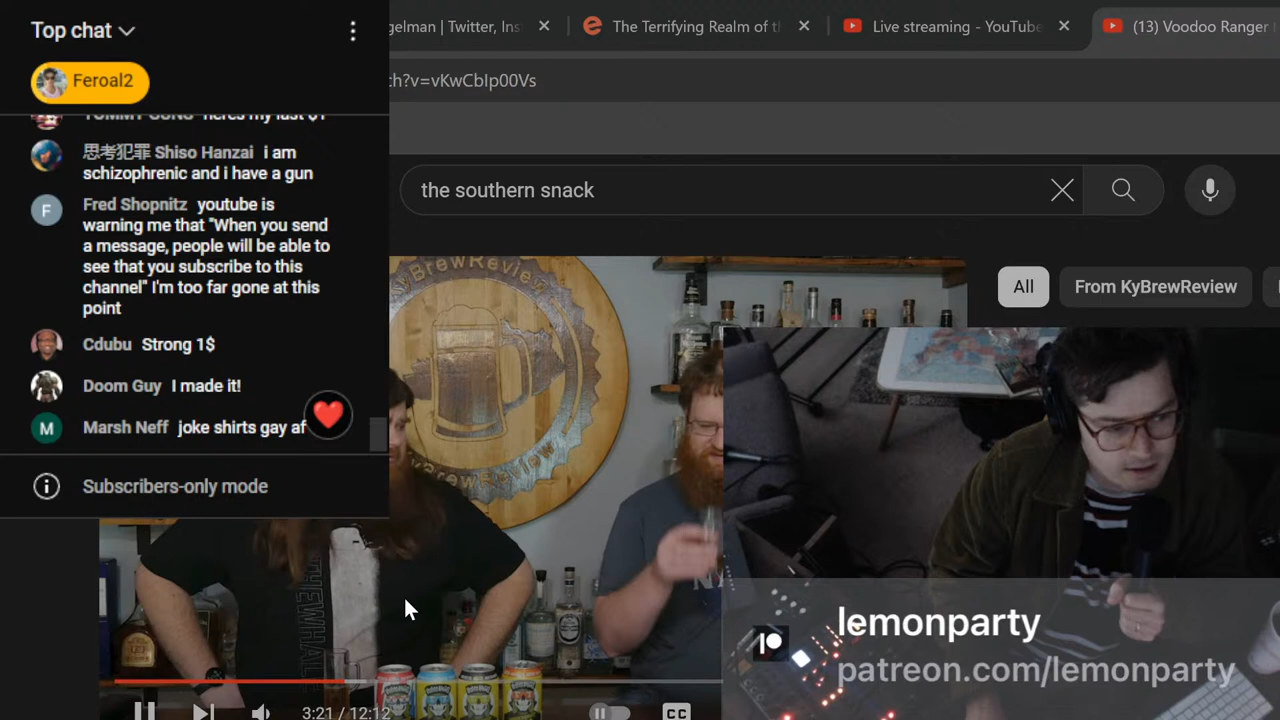 Top chat
gelman | Twitter, Ins
The Terrifying Realm of th
Live streaming - YouTube
(13) Voodoo Ranger
Feroal2
ch?v=vKwCbIp00Vs
TOMMY GUNS heres my last $1
思考犯罪 Shiso Hanzai i am
schizophrenic and i have a gun
the southern snack
Fred Shopnitz youtube is
warning me that "When you send
a message, people will be able to
see that you subscribe to this
channel" I'm too far gone at this
point
All
From KyBrewReview
yBrewReview
Cdubu Strong 1$
Doom Guy I made it!
Marsh Neff joke shirts gay af
Subscribers-only mode
THEWHALE
lemonparty
patreon.com/lemonparty
3:21 / 12:12
CC